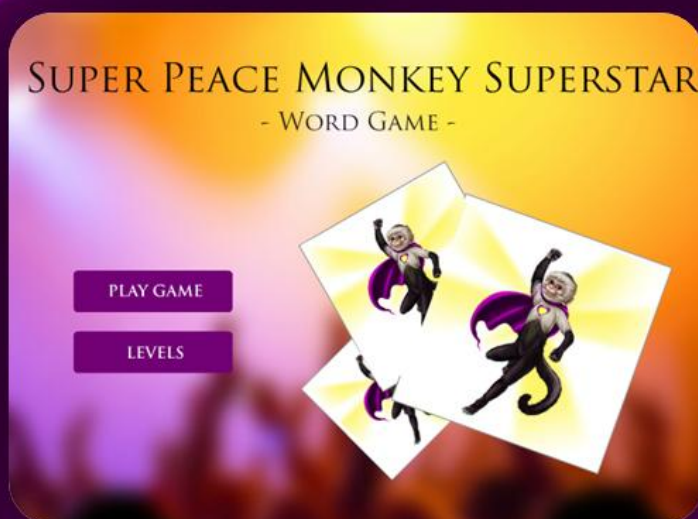 Super Peace Monkey Superstar
- Word Game -
PLAY GAME
LEVELS